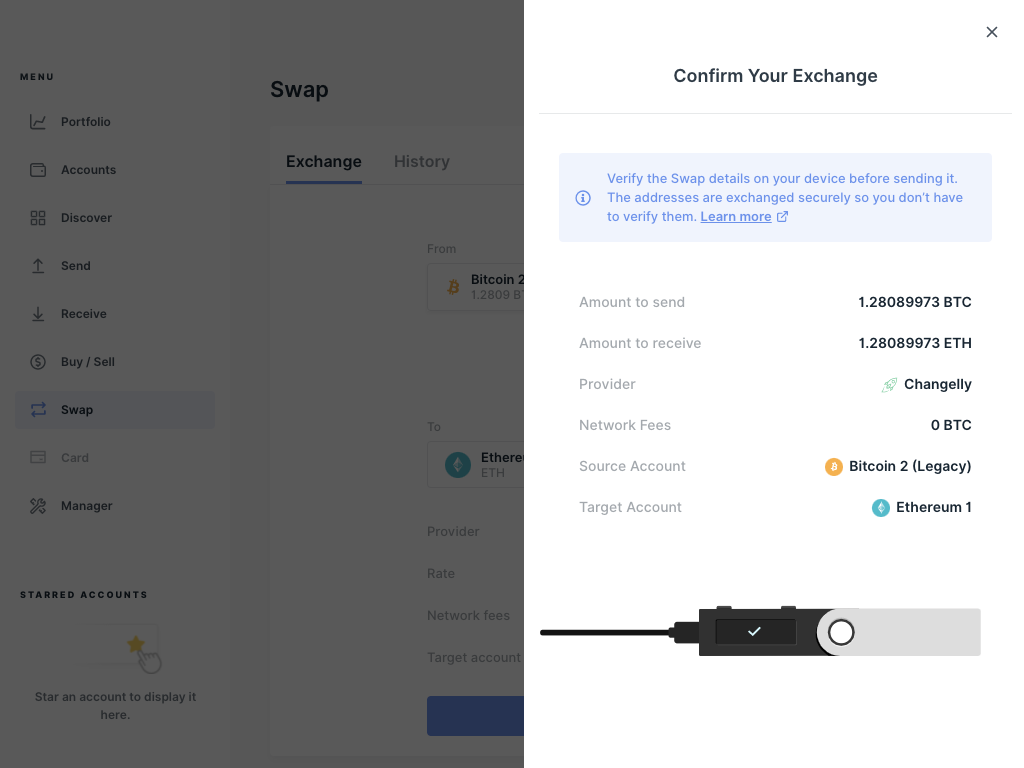 MENU
Portfolio
Accounts
Discover
Send
Receive
Buy / Sell
Swap
Card
Manager
STARRED ACCOUNTS
Star an account to display it
here.
Swap
Exchange
History
From
Bitcoin 2
1.2809
To
ETH
Provider
Rate
Network fees
Target account
Confirm Your Exchange
Verify the Swap details on your device before sending it.
The addresses are exchanged securely so you don't have
to verify them. Learn more
Amount to send 1.28089973 BTC
Amount to receive 1.28089973 ETH
Provider Changelly
Network Fees 0 BTC
Source Account Bitcoin 2 (Legacy)
Target Account Ethereum 1